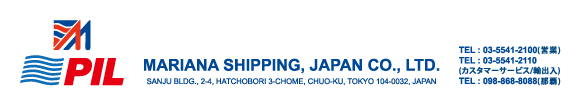 PIL
MARIANA SHIPPING, JAPAN CO., LTD.
SANJU BLDG., 2-4, HATCHOBORI 3-CHOME, CHUO-KU, TOKYO 104-0032, JAPAN
TEL : 03-5541-2100(営業)
TEL : 03-5541-2110
(カスタマーサービス/輸出入)
TEL : 098-868-8088(那覇)